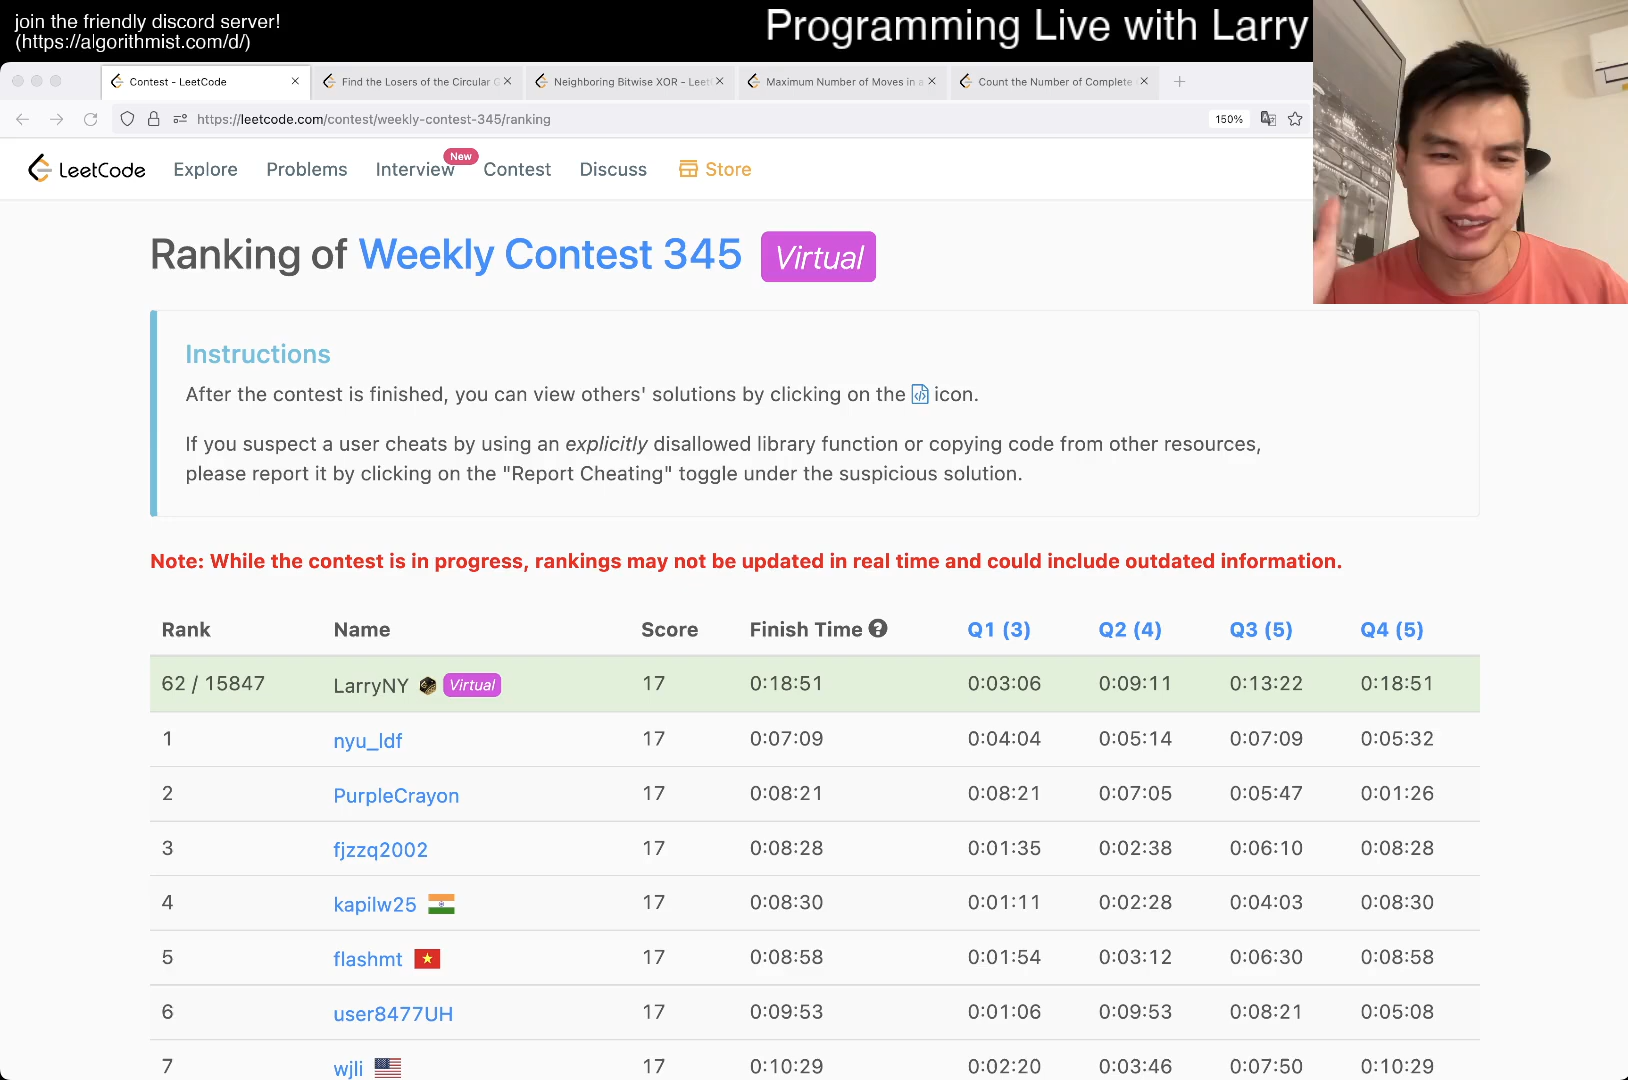 join the friendly discord server!
(https://algorithmist.com/d/)
Programming Live with Larry
Contest - LeetCode
Find the Losers of the Circular G
Neighboring Bitwise XOR - Leet
Maximum Number of Moves in a
Count the Number of Complete
https://leetcode.com/contest/weekly-contest-345/ranking
150%
LeetCode
Explore
Problems
Interview
New
Contest
Discuss
Store
Ranking of Weekly Contest 345 Virtual
Instructions
After the contest is finished, you can view others' solutions by clicking on the icon.
If you suspect a user cheats by using an explicitly disallowed library function or copying code from other resources,
please report it by clicking on the "Report Cheating" toggle under the suspicious solution.
Note: While the contest is in progress, rankings may not be updated in real time and could include outdated information.
Rank Name Score Finish Time Q1 (3) Q2 (4) Q3 (5) Q4 (5)
62 / 15847 LarryNY Virtual 17 0:18:51 0:03:06 0:09:11 0:13:22 0:18:51
1 nyu_ldf 17 0:07:09 0:04:04 0:05:14 0:07:09 0:05:32
2 PurpleCrayon 17 0:08:21 0:08:21 0:07:05 0:05:47 0:01:26
3 fjzzq2002 17 0:08:28 0:01:35 0:02:38 0:06:10 0:08:28
4 kapilw25 17 0:08:30 0:01:11 0:02:28 0:04:03 0:08:30
5 flashmt 17 0:08:58 0:01:54 0:03:12 0:06:30 0:08:58
6 user8477UH 17 0:09:53 0:01:06 0:09:53 0:08:21 0:05:08
7 wjli 17 0:10:29 0:02:20 0:03:46 0:07:50 0:10:29